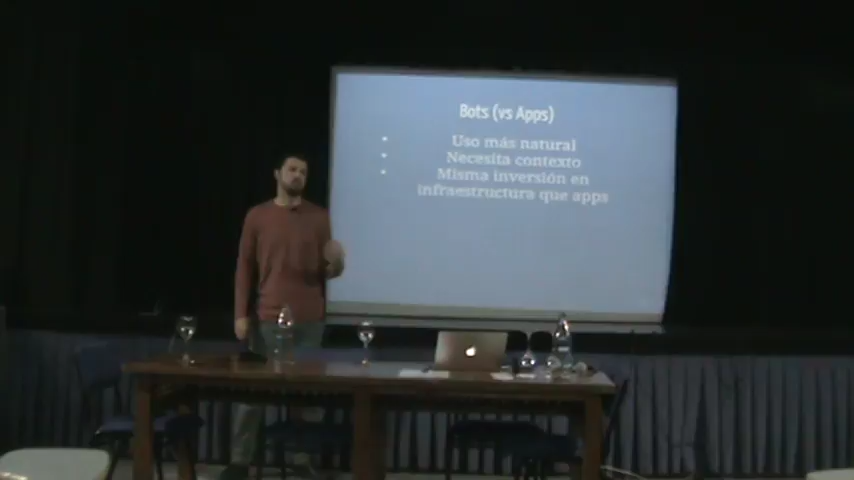 Bots (vs Apps)
Uso más natural
Necesita contexto
Misma inversión en
infraestructura que apps